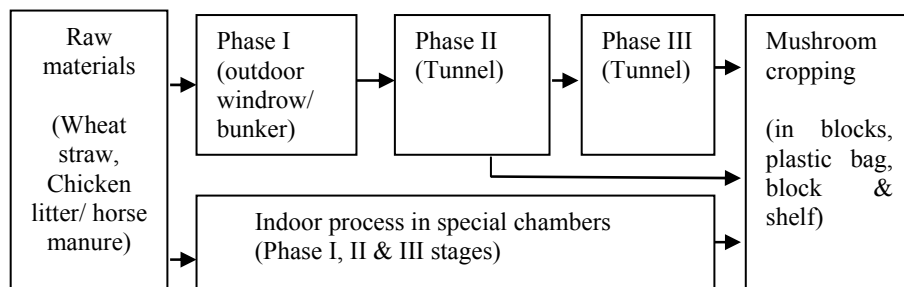 Raw
materials
(Wheat
straw,
Chicken
litter/ horse
manure)
Phase I
(outdoor
windrow/
bunker)
Phase II
(Tunnel)
Phase III
(Tunnel)
Mushroom
cropping
(in blocks,
plastic bag,
block &
shelf)
Indoor process in special chambers
(Phase I, II & III stages)